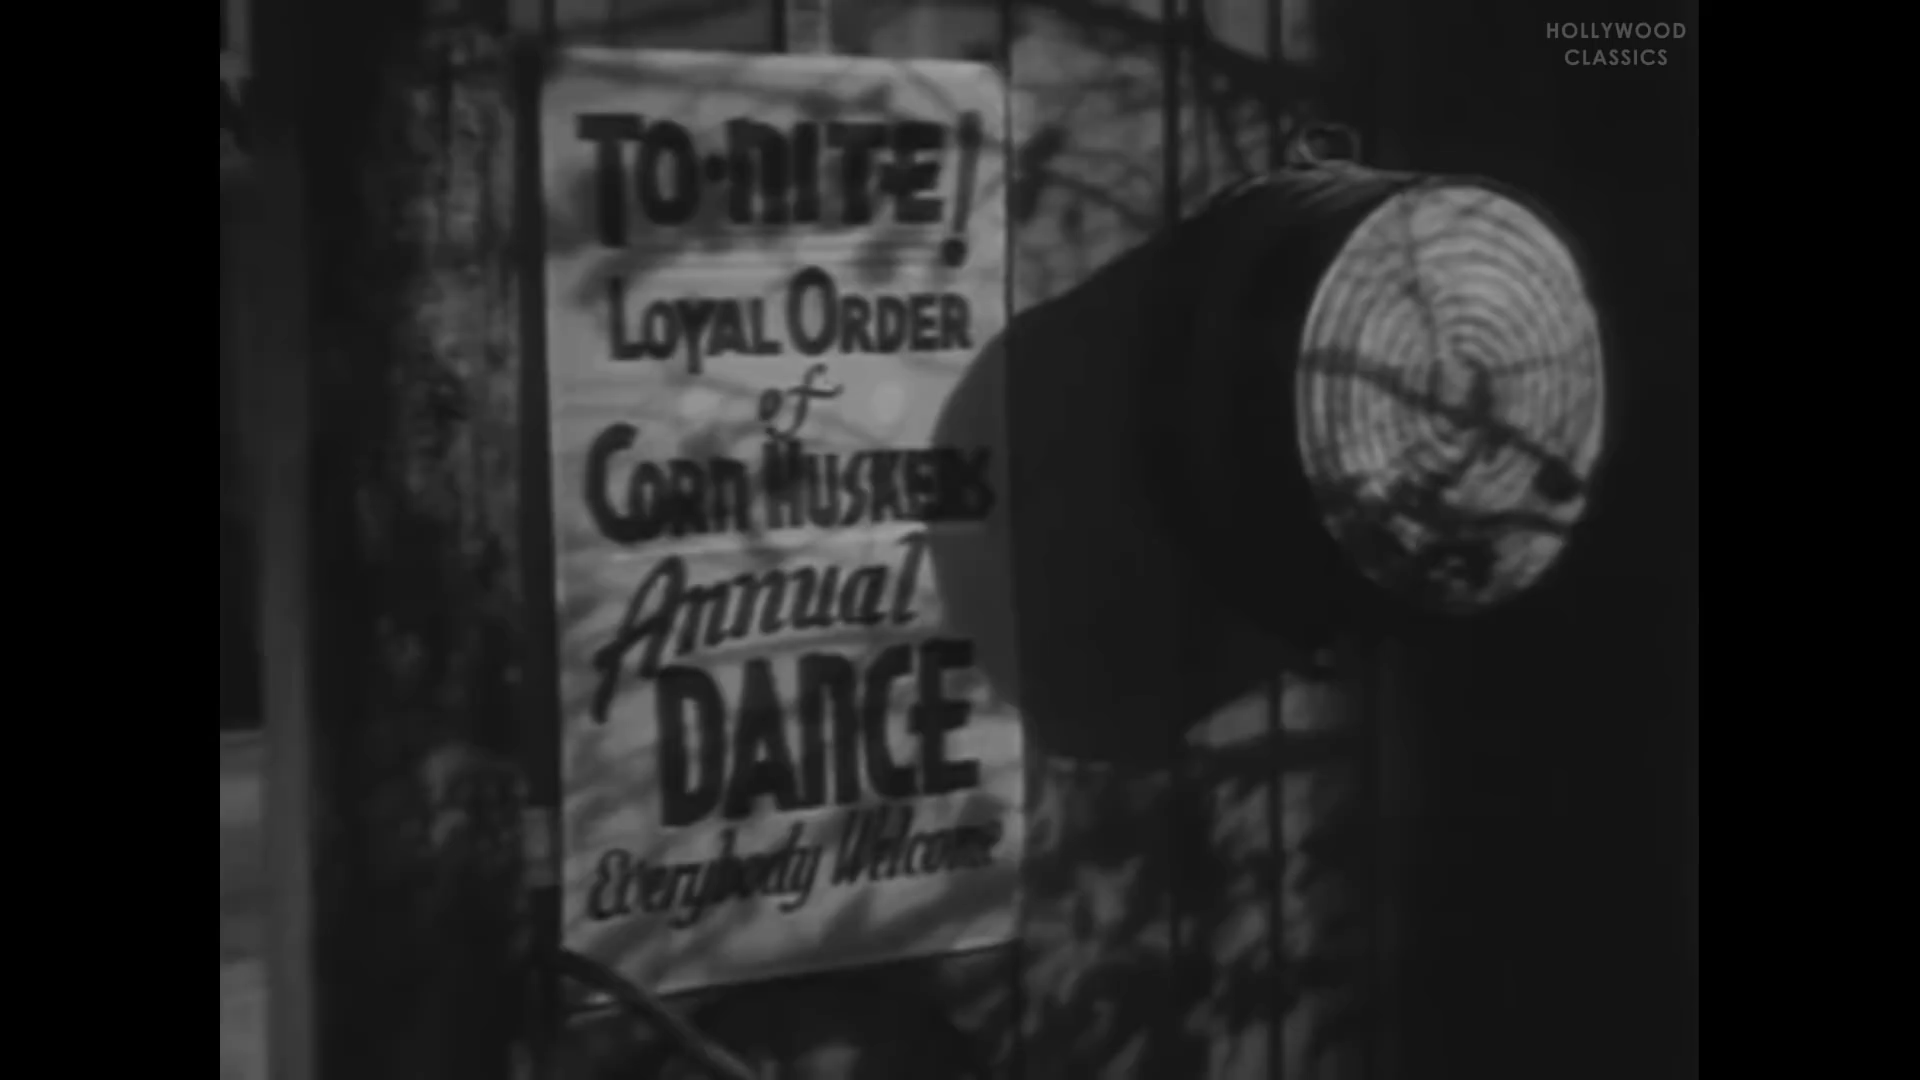 HOLLYWOOD
CLASSICS
TO-NITE!
LOYAL ORDER
of
CORN HUSKERS
Annual
DANCE
Everybody Welcome